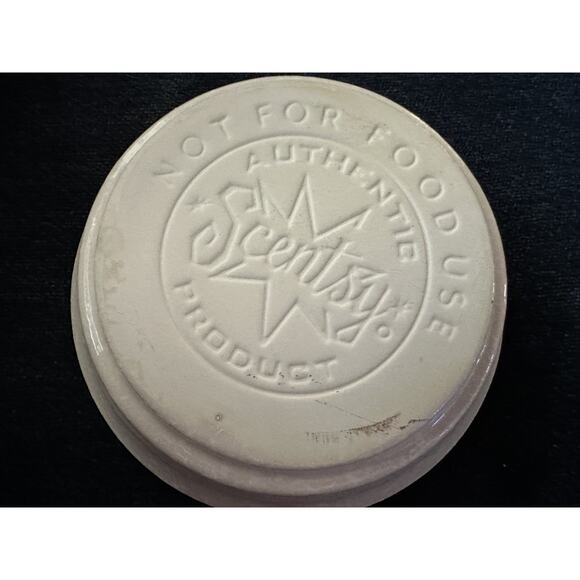 NOT FOR FOOD USE
AUTHENTIC
Scentsy
PRODUCT